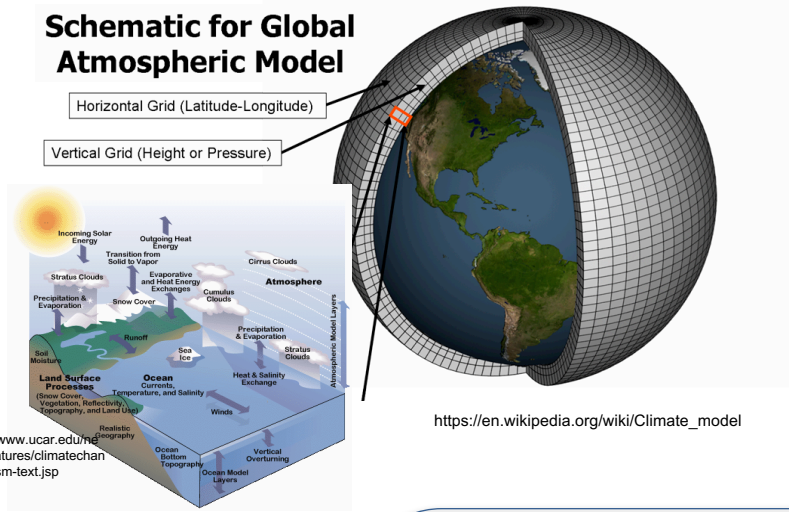 Schematic for Global
Atmospheric Model
Horizontal Grid (Latitude-Longitude)
Vertical Grid (Height or Pressure)
Incoming Solar
Energy
Outgoing Heat
Energy
Transition from
Solid to Vapor
Stratus Clouds
Evaporative
and Heat Energy
Exchanges
Cirrus Clouds
Atmosphere
Precipitation &
Evaporation
Snow Cover
Cumulus
Clouds
Atmospheric Model Layers
Runoff
Precipitation
& Evaporation
Sea
Ice
Stratus
Clouds
Soil
Moisture
Land Surface
Processes
(Snow Cover,
Vegetation, Reflectivity,
Topography, and Land Use)
Ocean
Currents,
Temperature, and Salinity
Heat & Salinity
Exchange
Winds
Realistic
Geography
Ocean
Bottom
Topography
Vertical
Overturning
Ocean Model
Layers
www.ucar.edu/ne
atures/climatechan
sm-text.jsp
https://en.wikipedia.org/wiki/Climate_model